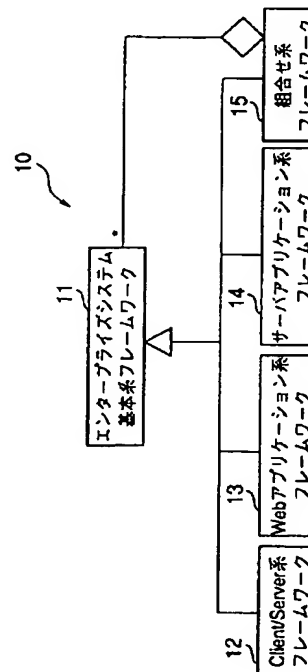 10
11
エンタープライズシステム
基本系フレームワーク
*
12
Client/Server系
フレームワーク
13
Webアプリケーション系
フレームワーク
14
サーバアプリケーション系
フレームワーク
15
組合せ系
フレームワーク